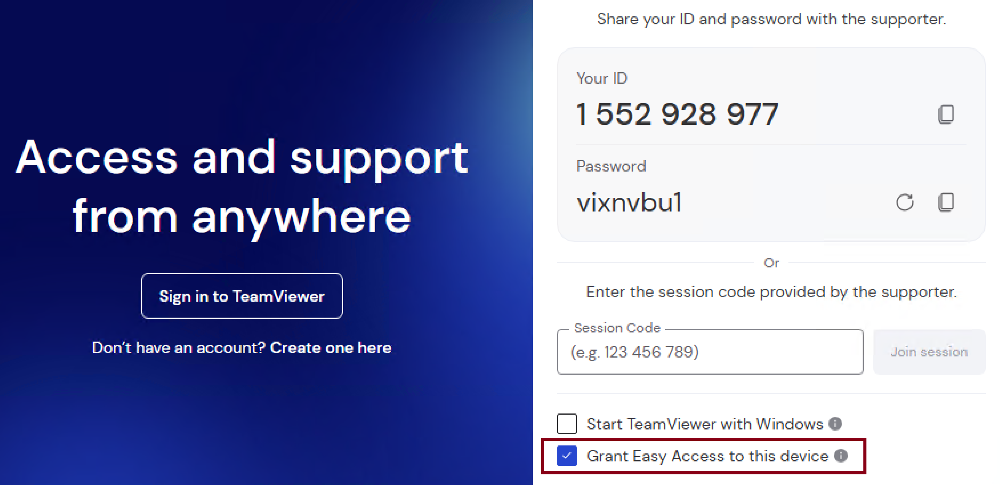 Access and support
from anywhere
Sign in to TeamViewer
Don't have an account? Create one here
Share your ID and password with the supporter.
Your ID
1 552 928 977
Password
vixnvbu1
Or
Enter the session code provided by the supporter.
Session Code
(e.g. 123 456 789)
Join session
Start TeamViewer with Windows
Grant Easy Access to this device